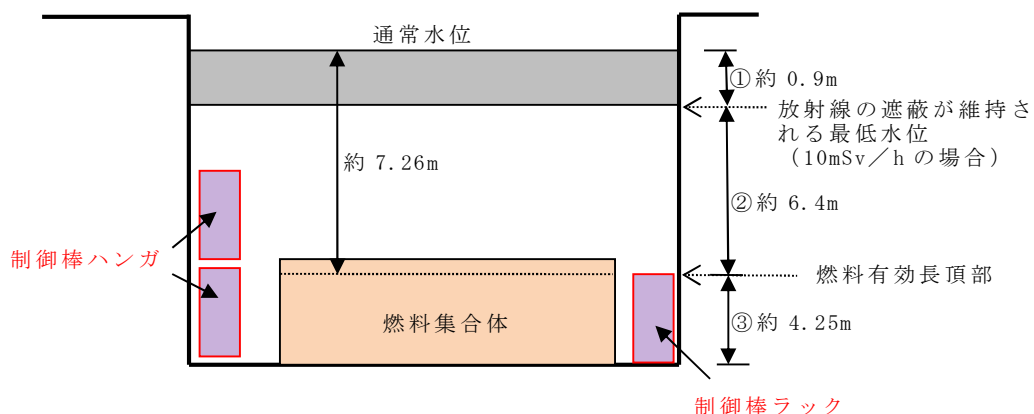 通常水位
①約 0.9m
放射線の遮蔽が維持さ
れる最低水位
(10mSv/h の場合)
約 7.26m
②約 6.4m
制御棒ハンガ
燃料有効長頂部
燃料集合体
③約 4.25m
制御棒ラック